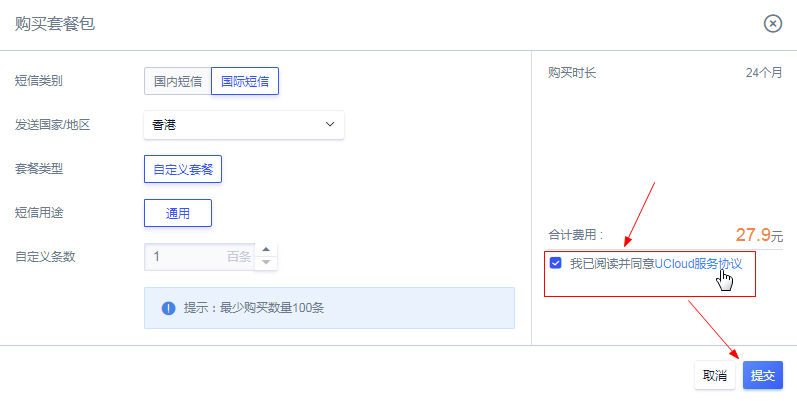 购买套餐包
短信类别 国内短信 国际短信
发送国家/地区 香港
套餐类型 自定义套餐
短信用途 通用
自定义条数 1 百条
提示：最少购买数量100条
购买时长 24个月
合计费用： 27.9元
我已阅读并同意UCloud服务协议
取消 提交